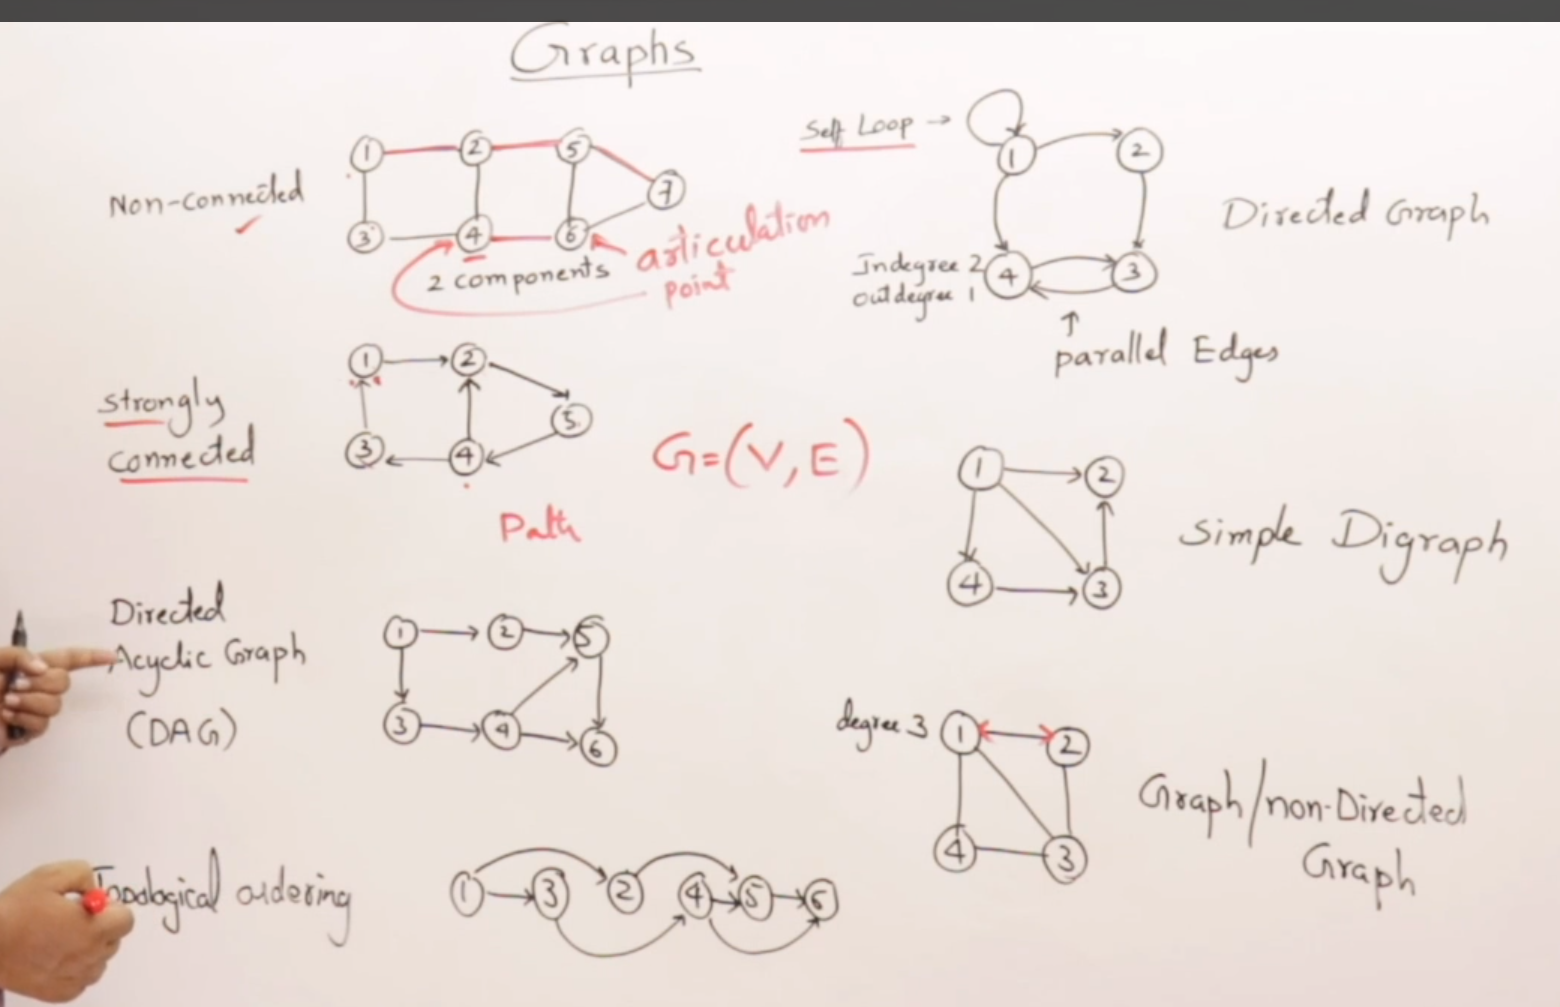 Graphs
Non-connected
1 2 5
7
3 4 6
2 components
articulation
point
Self Loop →
1 2
Directed Graph
Indegree 2
outdegree 1
4 3
↑
parallel Edges
strongly
connected
1 2
5
3 4
G=(V,E)
Path
1 2
4 3
Simple Digraph
Directed
Acyclic Graph
(DAG)
1 2 5
3 4 6
degree 3
1 2
4 3
Graph/non-Directed
Graph
Topological ordering
1 3 2 4 5 6